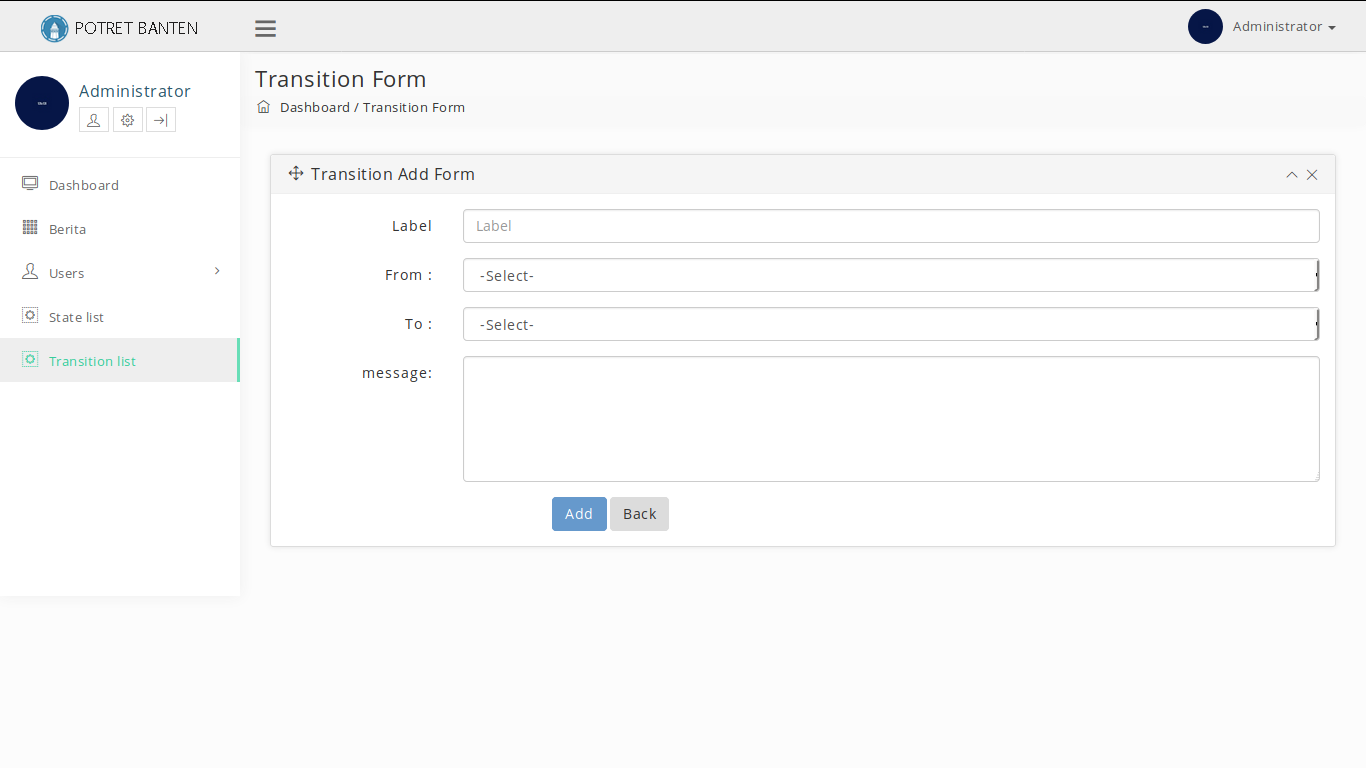 POTRET BANTEN
Administrator
Administrator
Dashboard
Berita
Users
State list
Transition list
Transition Form
Dashboard / Transition Form
Transition Add Form
Label
Label
From :
-Select-
To :
-Select-
message:
Add
Back